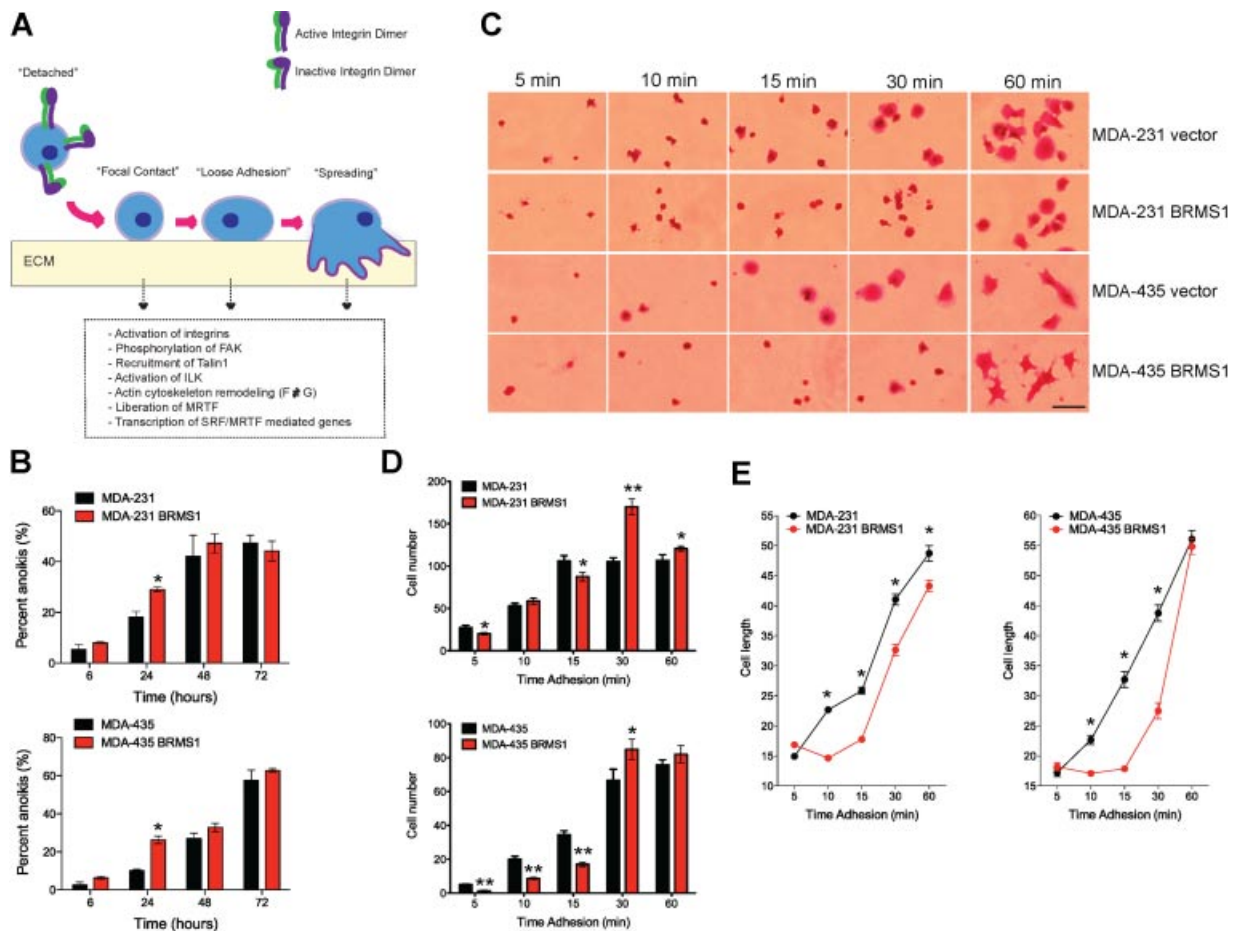 A
Active Integrin Dimer
Inactive Integrin Dimer
"Detached"
"Focal Contact"
"Loose Adhesion"
"Spreading"
ECM
- Activation of integrins
- Phosphorylation of FAK
- Recruitment of Talin1
- Activation of ILK
- Actin cytoskeleton remodeling (F G)
- Liberation of MRTF
- Transcription of SRF/MRTF mediated genes
B
MDA-231
MDA-231 BRMS1
Percent anoikis (%)
60
40
20
0
*
6 24 48 72
Time (hours)
MDA-435
MDA-435 BRMS1
Percent anoikis (%)
80
60
40
20
0
*
6 24 48 72
Time (hours)
C
5 min 10 min 15 min 30 min 60 min
MDA-231 vector
MDA-231 BRMS1
MDA-435 vector
MDA-435 BRMS1
D
MDA-231
MDA-231 BRMS1
Cell number
200
150
100
50
0
* * ** *
5 10 15 30 60
Time Adhesion (min)
MDA-435
MDA-435 BRMS1
Cell number
100
80
60
40
20
0
** ** ** *
5 10 15 30 60
Time Adhesion (min)
E
MDA-231
MDA-231 BRMS1
Cell length
55
50
45
40
35
30
25
20
15
10
* * * *
5 10 15 30 60
Time Adhesion (min)
MDA-435
MDA-435 BRMS1
Cell length
60
55
50
45
40
35
30
25
20
15
* * *
5 10 15 30 60
Time Adhesion (min)